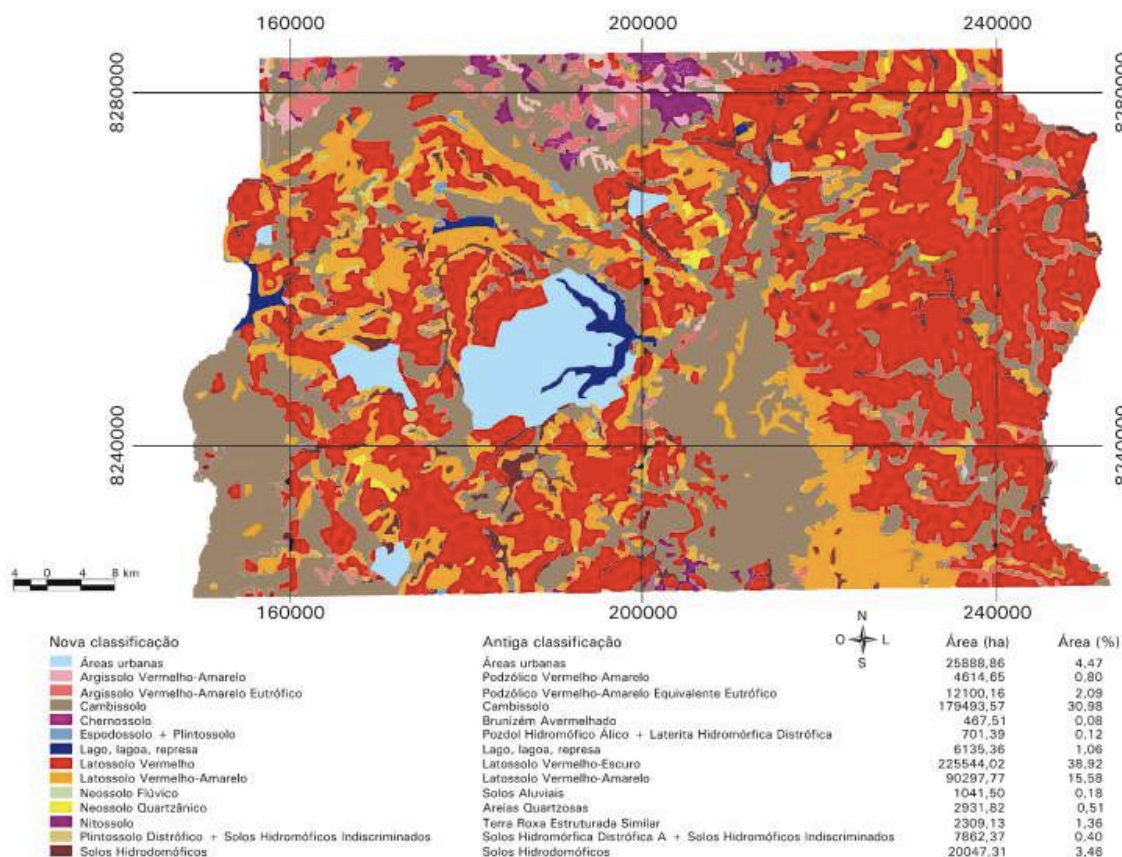 160000 200000 240000
8280000 8280000
8240000 8240000
4 0 4 8 km
160000 200000 240000
N
O L
S
Nova classificação Antiga classificação Área (ha) Área (%)
Áreas urbanas Áreas urbanas 25888,86 4,47
Argissolo Vermelho-Amarelo Podzólico Vermelho-Amarelo 4614,65 0,80
Argissolo Vermelho-Amarelo Eutrófico Podzólico Vermelho-Amarelo Equivalente Eutrófico 12100,16 2,09
Cambissolo Cambissolo 179493,57 30,98
Chernossolo Brunizém Avermelhado 467,51 0,08
Espodossolo + Plintossolo Pozdol Hidromófico Álico + Laterita Hidromórfica Distrófica 701,39 0,12
Lago, lagoa, represa Lago, lagoa, represa 6135,36 1,06
Latossolo Vermelho Latossolo Vermelho-Escuro 225544,02 38,92
Latossolo Vermelho-Amarelo Latossolo Vermelho-Amarelo 90297,77 15,58
Neossolo Flúvico Solos Aluviais 1041,50 0,18
Neossolo Quartzânico Areias Quartzosas 2931,82 0,51
Nitossolo Terra Roxa Estruturada Similar 2309,13 1,36
Plintossolo Distrófico + Solos Hidromóficos Indiscriminados Solos Hidromórfica Distrófica A + Solos Hidromóficos Indiscriminados 7862,37 0,40
Solos Hidrodomóficos Solos Hidrodomóficos 20047,31 3,46